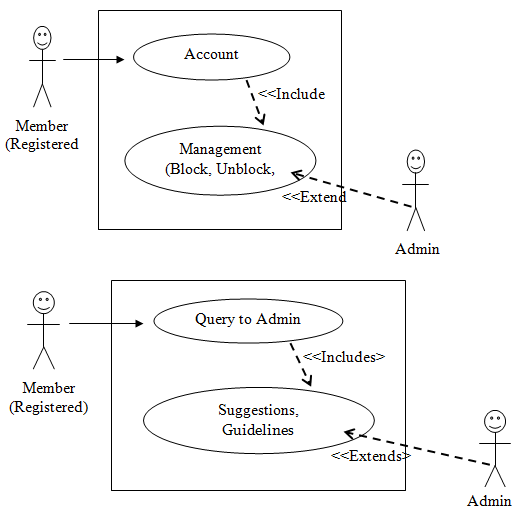 Account
<<Include
Member
(Registered
Management
(Block, Unblock,
<<Extend
Admin
Query to Admin
<<Includes>
Member
(Registered)
Suggestions,
Guidelines
<<Extends>
Admin